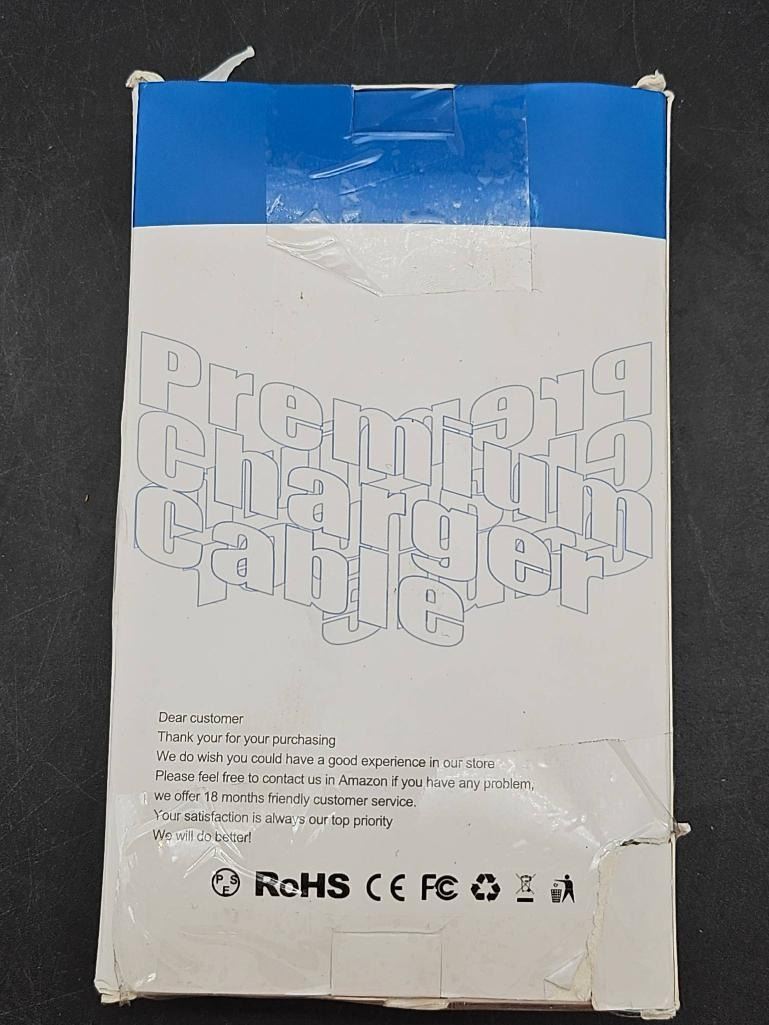 Premium
Charger
Cable
Dear customer
Thank your for your purchasing
We do wish you could have a good experience in our store
Please feel free to contact us in Amazon if you have any problem,
we offer 18 months friendly customer service.
Your satisfaction is always our top priority
We will do better!
PSE RoHS CE FC